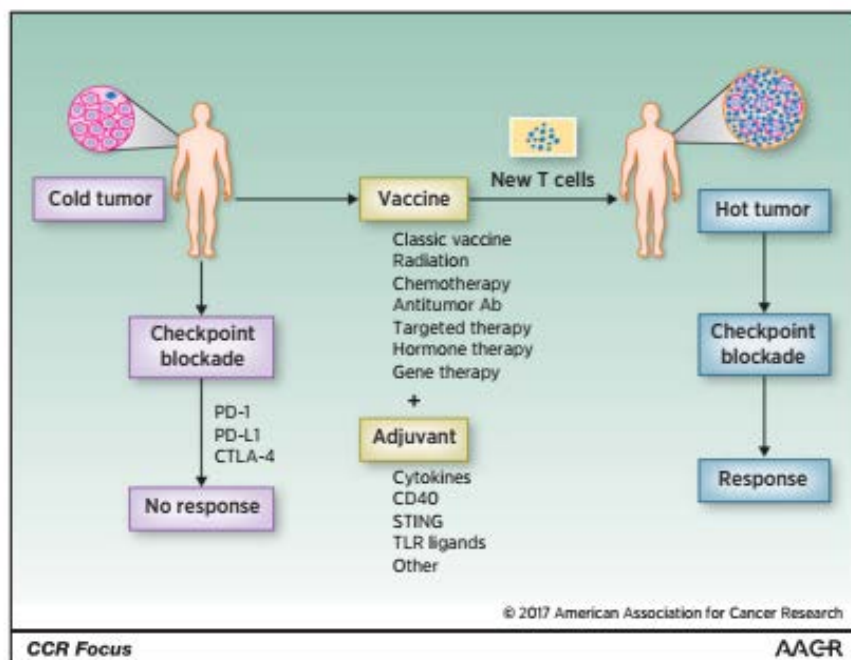 Cold tumor
Checkpoint
blockade
PD-1
PD-L1
CTLA-4
No response
Vaccine
Classic vaccine
Radiation
Chemotherapy
Antitumor Ab
Targeted therapy
Hormone therapy
Gene therapy
+
Adjuvant
Cytokines
CD40
STING
TLR ligands
Other
New T cells
Hot tumor
Checkpoint
blockade
Response
© 2017 American Association for Cancer Research
CCR Focus
AACR